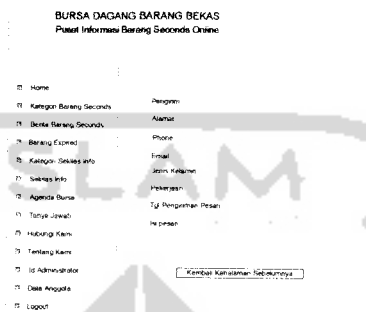 BURSA DAGANG BARANG BEKAS
Pusat Informasi Barang Seconds Online
Home
Kategori Barang Seconds
Berita Barang Seconds
Barang Expired
Kategori Sekilas Info
Sekilas Info
Agenda Bursa
Tanya Jawab
Hubungi Kami
Tentang Kami
Id Administrator
Data Anggota
Logout
Pengirim
Alamat
Phone
Email
Jenis Kelamin
Pekerjaan
Tgl Pengiriman Pesan
Isi pesan
Kembali Kehalaman Sebelumnya
ISLAM